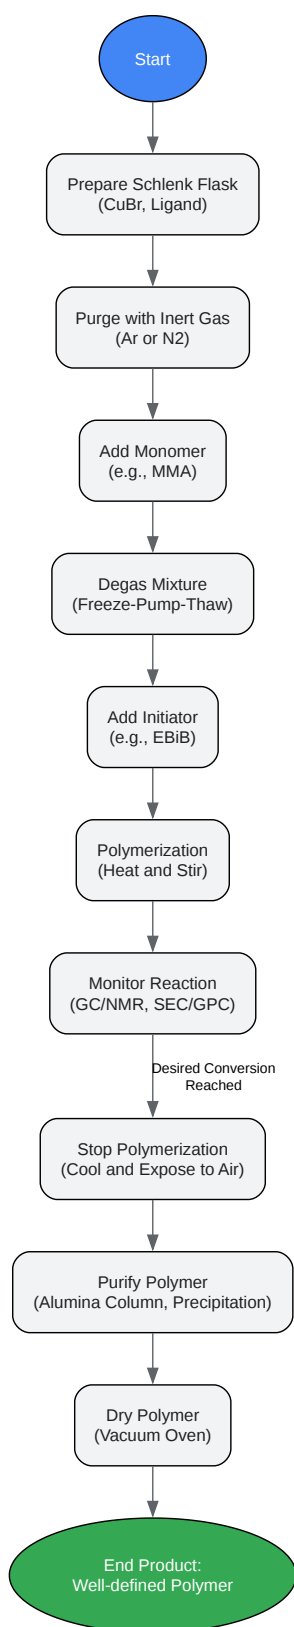 Start
Prepare Schlenk Flask
(CuBr, Ligand)
Purge with Inert Gas
(Ar or N2)
Add Monomer
(e.g., MMA)
Degas Mixture
(Freeze-Pump-Thaw)
Add Initiator
(e.g., EBiB)
Polymerization
(Heat and Stir)
Monitor Reaction
(GC/NMR, SEC/GPC)
Desired Conversion
Reached
Stop Polymerization
(Cool and Expose to Air)
Purify Polymer
(Alumina Column, Precipitation)
Dry Polymer
(Vacuum Oven)
End Product:
Well-defined Polymer